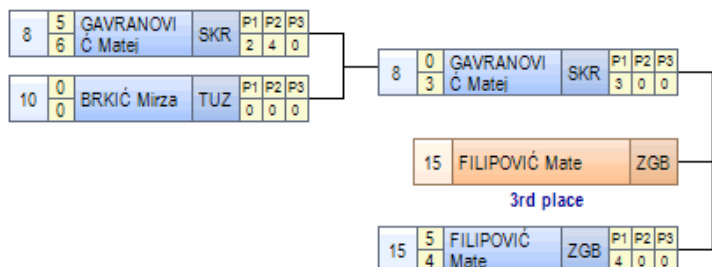 8 5 GAVRANOVI SKR P1 P2 P3
6 Ć Matej 2 4 0
10 0 BRKIĆ Mirza TUZ P1 P2 P3
0 0 0 0
8 0 GAVRANOVI SKR P1 P2 P3
3 Ć Matej 3 0 0
15 FILIPOVIĆ Mate ZGB
3rd place
15 5 FILIPOVIĆ ZGB P1 P2 P3
4 Mate 4 0 0